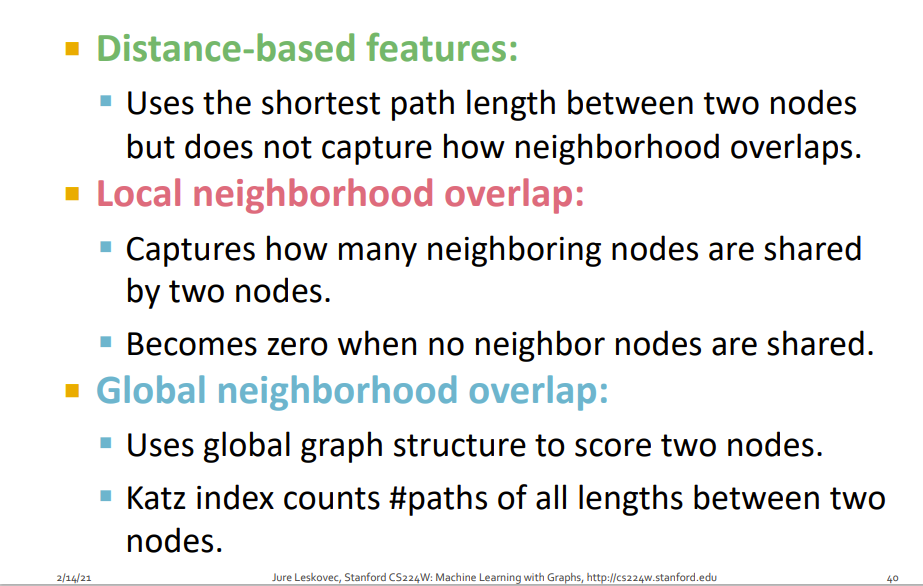 Distance-based features:
Uses the shortest path length between two nodes
but does not capture how neighborhood overlaps.
Local neighborhood overlap:
Captures how many neighboring nodes are shared
by two nodes.
Becomes zero when no neighbor nodes are shared.
Global neighborhood overlap:
Uses global graph structure to score two nodes.
Katz index counts #paths of all lengths between two
nodes.
2/14/21 Jure Leskovec, Stanford CS224W: Machine Learning with Graphs, http://cs224w.stanford.edu 40